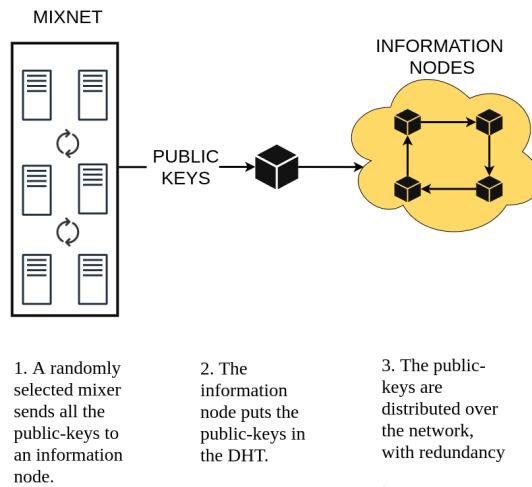 MIXNET
INFORMATION
NODES
PUBLIC
KEYS
1. A randomly
selected mixer
sends all the
public-keys to
an information
node.
2. The
information
node puts the
public-keys in
the DHT.
3. The public-
keys are
distributed over
the network,
with redundancy